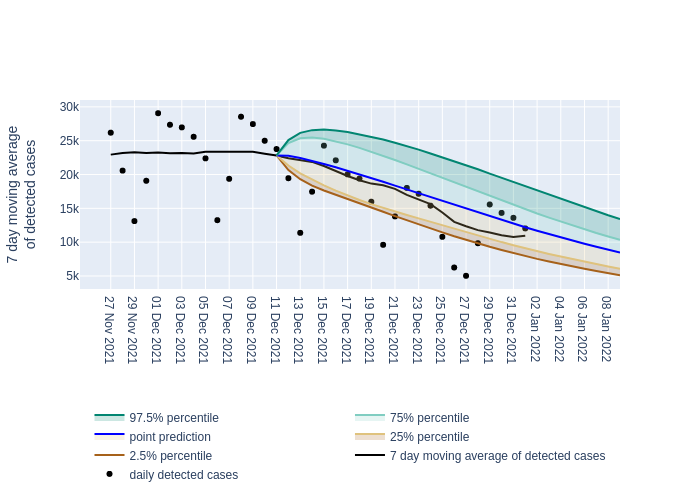 7 day moving average
of detected cases
30k
25k
20k
15k
10k
5k
27 Nov 2021
29 Nov 2021
01 Dec 2021
03 Dec 2021
05 Dec 2021
07 Dec 2021
09 Dec 2021
11 Dec 2021
13 Dec 2021
15 Dec 2021
17 Dec 2021
19 Dec 2021
21 Dec 2021
23 Dec 2021
25 Dec 2021
27 Dec 2021
29 Dec 2021
31 Dec 2021
02 Jan 2022
04 Jan 2022
06 Jan 2022
08 Jan 2022
97.5% percentile
75% percentile
point prediction
25% percentile
2.5% percentile
7 day moving average of detected cases
daily detected cases